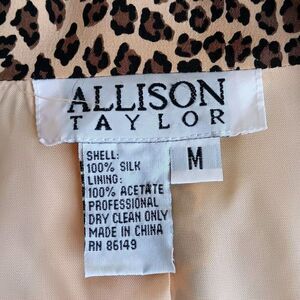 ALLISON
TAYLOR
M
SHELL:
100% SILK
LINING:
100% ACETATE
PROFESSIONAL
DRY CLEAN ONLY
MADE IN CHINA
RN 86149